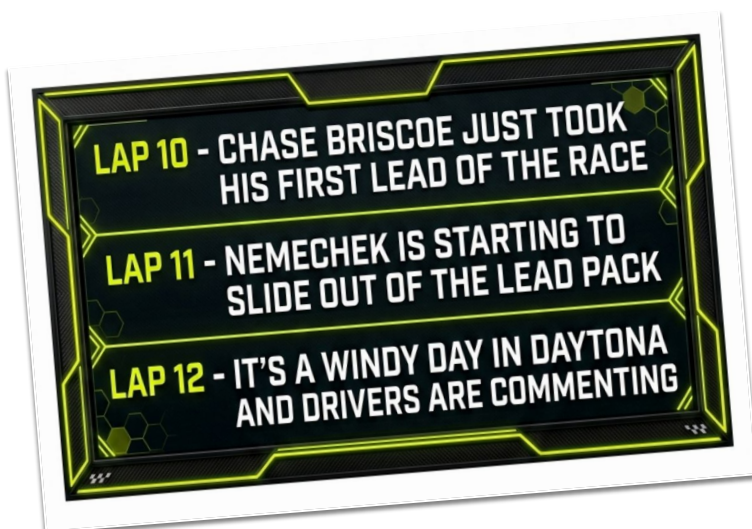 LAP 10 - CHASE BRISCOE JUST TOOK
HIS FIRST LEAD OF THE RACE
LAP 11 - NEMECHEK IS STARTING TO
SLIDE OUT OF THE LEAD PACK
LAP 12 - IT'S A WINDY DAY IN DAYTONA
AND DRIVERS ARE COMMENTING